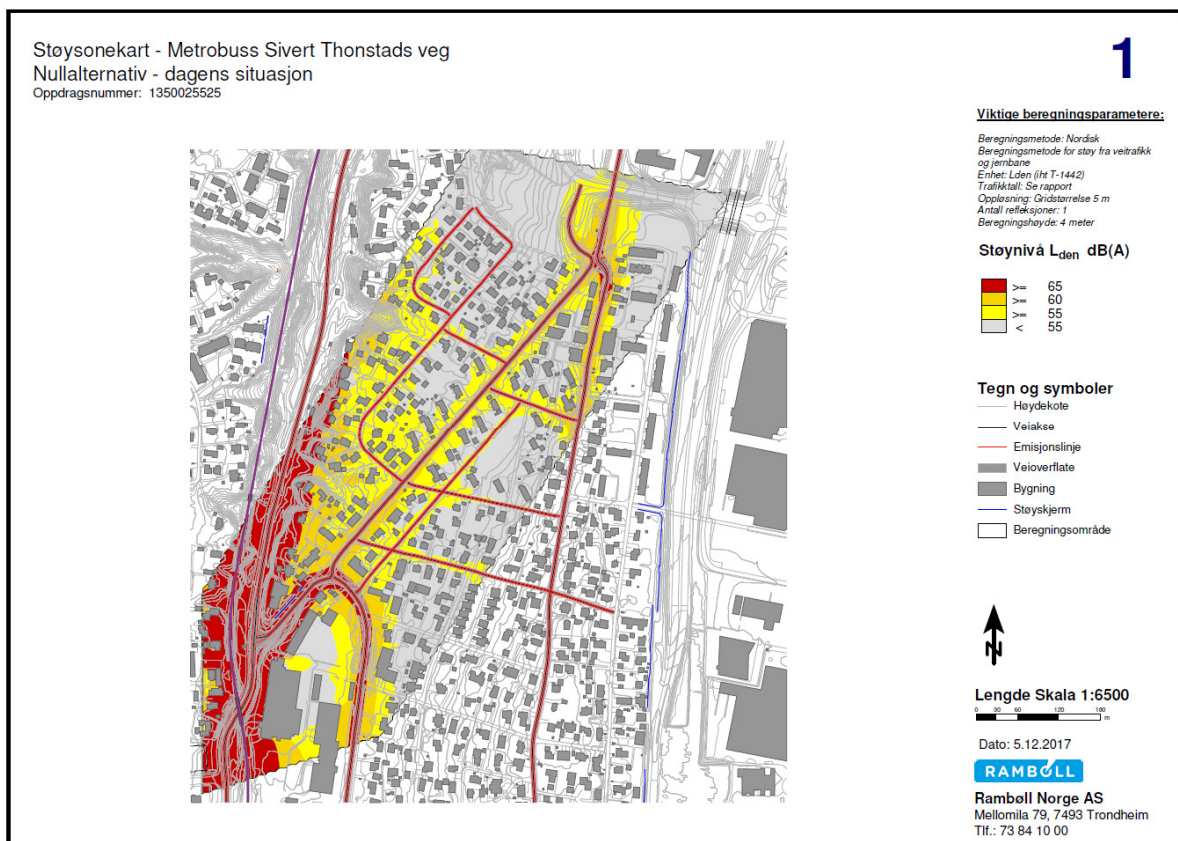 Støysonekart - Metrobuss Sivert Thonstads veg
Nullalternativ - dagens situasjon
Oppdragsnummer: 1350025525
1
Viktige beregningsparametere:
Beregningsmetode: Nordisk
Beregningsmetode for støy fra veitrafikk
og jernbane
Enhet: Lden (iht T-1442)
Trafikktall: Se rapport
Oppløsning: Gridstørrelse 5 m
Antall refleksjoner: 1
Beregningshøyde: 4 meter
Støynivå Lden dB(A)
>= 65
>= 60
>= 55
< 55
Tegn og symboler
Høydekote
Veiakse
Emisjonslinje
Veioverflate
Bygning
Støyskjerm
Beregningsområde
N
Lengde Skala 1:6500
0 30 60 120 180
m
Dato: 5.12.2017
RAMBOLL
Rambøll Norge AS
Mellomila 79, 7493 Trondheim
Tlf.: 73 84 10 00